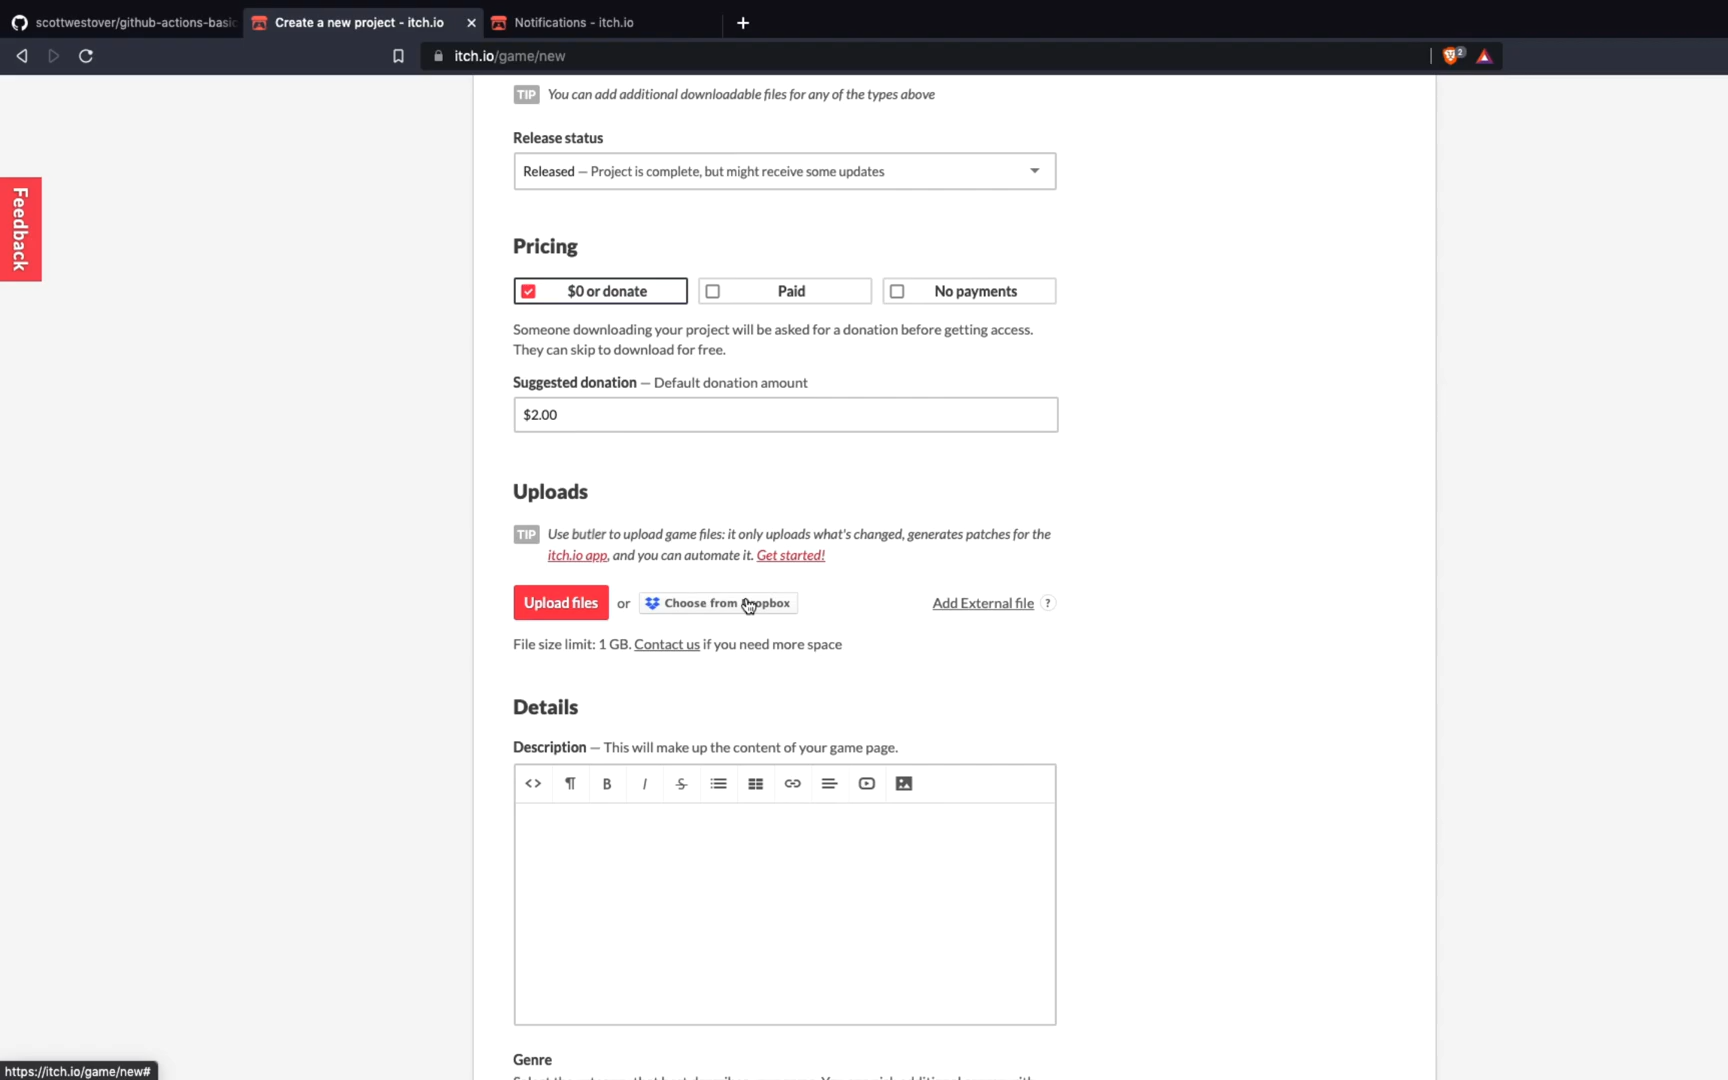 scottwestover/github-actions-basic
Create a new project - itch.io
Notifications - itch.io
itch.io/game/new
2
Feedback
TIP You can add additional downloadable files for any of the types above
Release status
Released — Project is complete, but might receive some updates
Pricing
$0 or donate
Paid
No payments
Someone downloading your project will be asked for a donation before getting access.
They can skip to download for free.
Suggested donation — Default donation amount
$2.00
Uploads
TIP Use butler to upload game files: it only uploads what's changed, generates patches for the
itch.io app, and you can automate it. Get started!
Upload files or Choose from Dropbox Add External file ?
File size limit: 1 GB. Contact us if you need more space
Details
Description — This will make up the content of your game page.
Genre
https://itch.io/game/new#